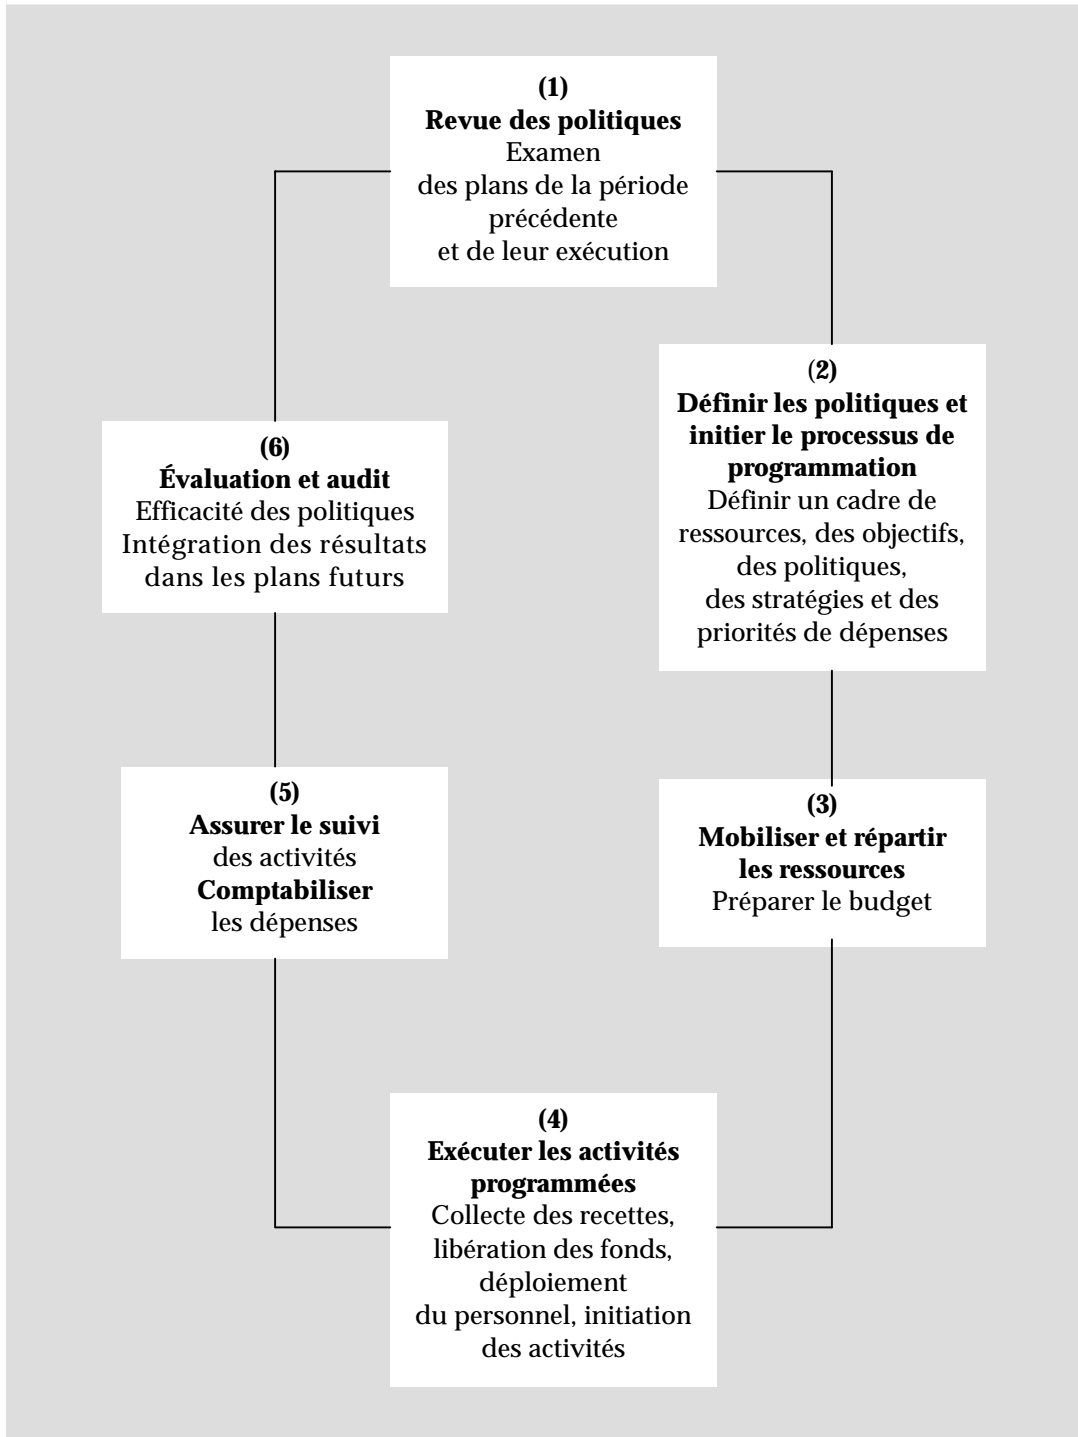 (1)
Revue des politiques
Examen
des plans de la période
précédente
et de leur exécution
(2)
Définir les politiques et
initier le processus de
programmation
Définir un cadre de
ressources, des objectifs,
des politiques,
des stratégies et des
priorités de dépenses
(3)
Mobiliser et répartir
les ressources
Préparer le budget
(4)
Exécuter les activités
programmées
Collecte des recettes,
libération des fonds,
déploiement
du personnel, initiation
des activités
(5)
Assurer le suivi
des activités
Comptabiliser
les dépenses
(6)
Évaluation et audit
Efficacité des politiques
Intégration des résultats
dans les plans futurs